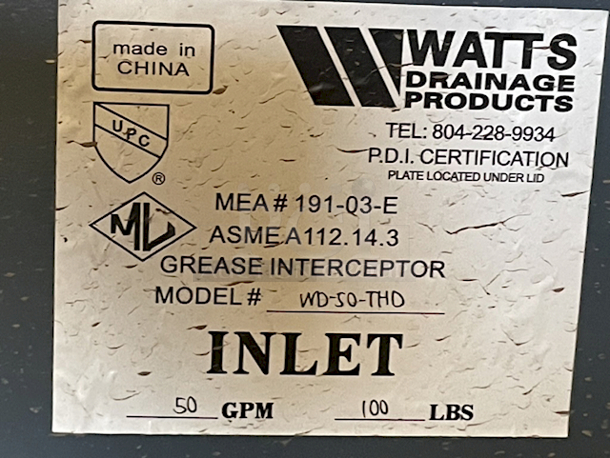 made in
CHINA
WATTS
DRAINAGE
PRODUCTS
UPC
®
TEL: 804-228-9934
P.D.I. CERTIFICATION
PLATE LOCATED UNDER LID
MEA# 191-03-E
ASME A112.14.3
GREASE INTERCEPTOR
MODEL# WD-50-THD
INLET
50 GPM 100 LBS